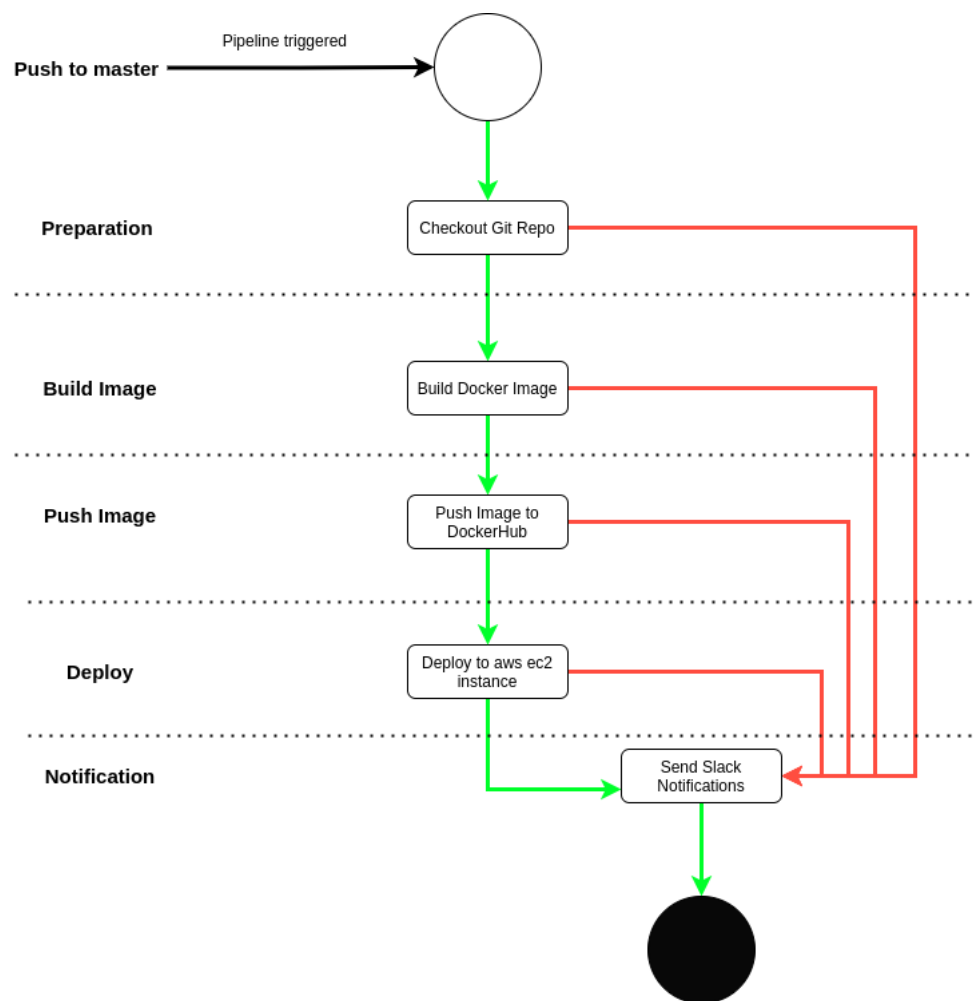 Pipeline triggered
Push to master
Preparation
Checkout Git Repo
Build Image
Build Docker Image
Push Image
Push Image to
DockerHub
Deploy
Deploy to aws ec2
instance
Notification
Send Slack
Notifications